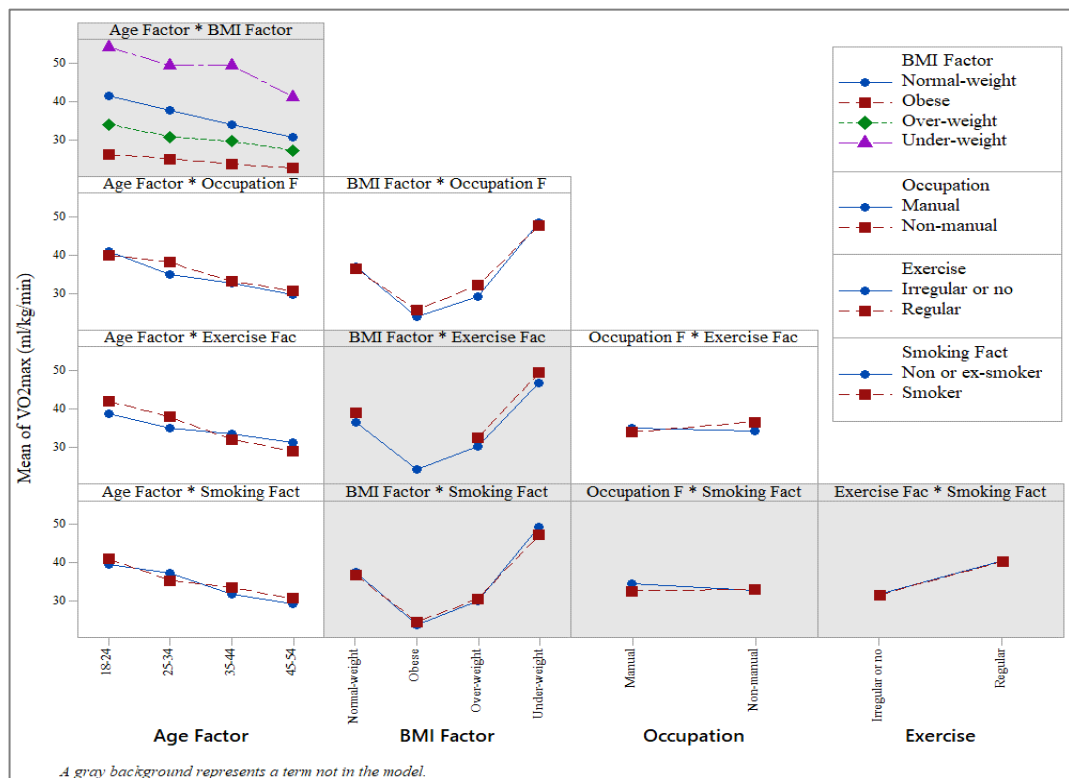 Age Factor * BMI Factor
50
40
30
BMI Factor
Normal-weight
Obese
Over-weight
Under-weight
Age Factor * Occupation F
BMI Factor * Occupation F
50
40
30
Occupation
Manual
Non-manual
Exercise
Irregular or no
Regular
Age Factor * Exercise Fac
BMI Factor * Exercise Fac
Occupation F * Exercise Fac
50
40
30
Smoking Fact
Non or ex-smoker
Smoker
Mean of VO2max (ml/kg/min)
Age Factor * Smoking Fact
BMI Factor * Smoking Fact
Occupation F * Smoking Fact
Exercise Fac * Smoking Fact
50
40
30
18-24
25-34
35-44
45-54
Normal-weight
Obese
Over-weight
Under-weight
Manual
Non-manual
Irregular or no
Regular
Age Factor
BMI Factor
Occupation
Exercise
A gray background represents a term not in the model.